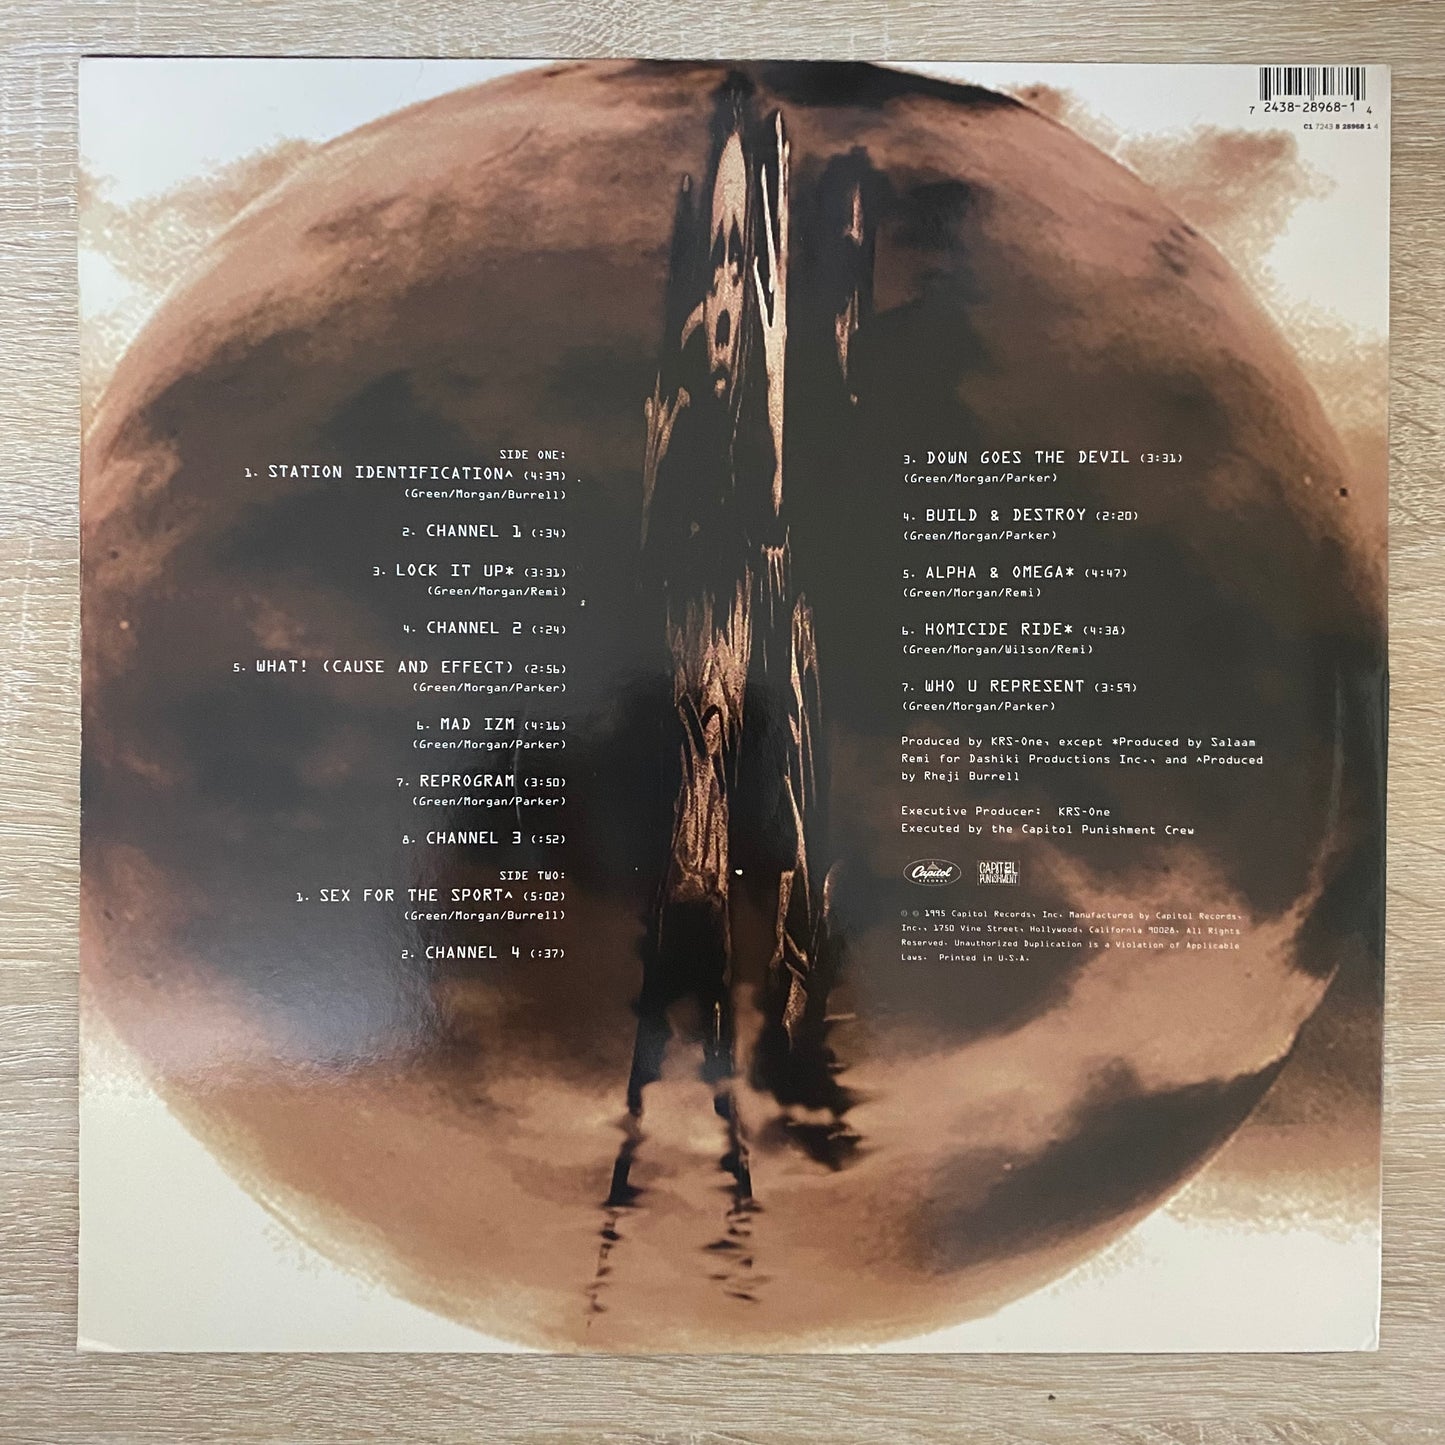 7 2438-28968-1 4
C1 7243 8 28968 1 4
SIDE ONE:
1. STATION IDENTIFICATION^ (4:39)
(Green/Morgan/Burrell)
2. CHANNEL 1 (:34)
3. LOCK IT UP* (3:31)
(Green/Morgan/Remi)
4. CHANNEL 2 (:24)
5. WHAT! (CAUSE AND EFFECT) (2:56)
(Green/Morgan/Parker)
6. MAD IZM (4:16)
(Green/Morgan/Parker)
7. REPROGRAM (3:50)
(Green/Morgan/Parker)
8. CHANNEL 3 (:52)
SIDE TWO:
1. SEX FOR THE SPORT^ (5:02)
(Green/Morgan/Burrell)
2. CHANNEL 4 (:37)
3. DOWN GOES THE DEVIL (3:31)
(Green/Morgan/Parker)
4. BUILD & DESTROY (2:20)
(Green/Morgan/Parker)
5. ALPHA & OMEGA* (4:47)
(Green/Morgan/Remi)
6. HOMICIDE RIDE* (4:38)
(Green/Morgan/Wilson/Remi)
7. WHO U REPRESENT (3:59)
(Green/Morgan/Parker)
Produced by KRS-One, except *Produced by Salaam
Remi for Dashiki Productions Inc., and ^Produced
by Rheji Burrell
Executive Producer: KRS-One
Executed by the Capitol Punishment Crew
Capitol
RECORDS
CAPITOL
PUNISHMENT
℗ © 1995 Capitol Records, Inc. Manufactured by Capitol Records,
Inc., 1750 Vine Street, Hollywood, California 90028. All Rights
Reserved. Unauthorized Duplication is a Violation of Applicable
Laws. Printed in U.S.A.